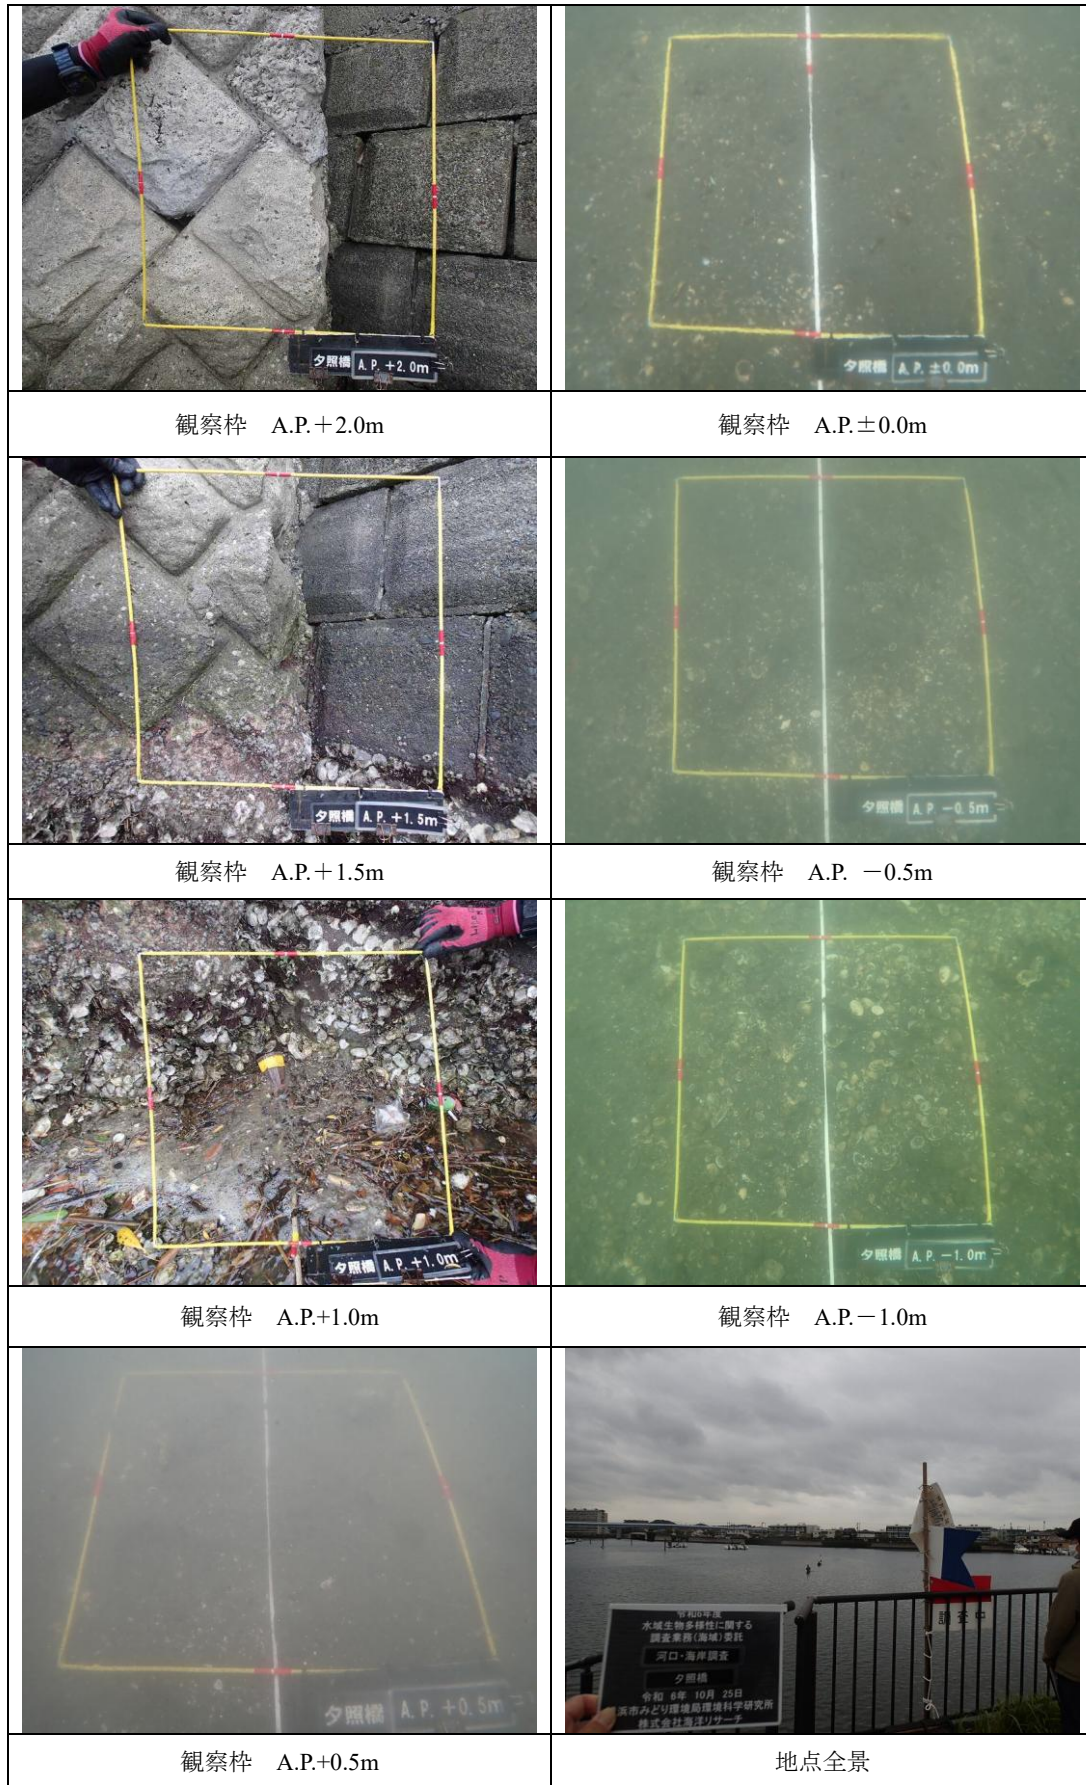 夕照橋 A.P.+2.0m
夕照橋 A.P.±0.0m
観察枠 A.P.+2.0m
観察枠 A.P.±0.0m
夕照橋 A.P.+1.5m
夕照橋 A.P.-0.5m
観察枠 A.P.+1.5m
観察枠 A.P. -0.5m
夕照橋 A.P.+1.0m
夕照橋 A.P.-1.0m
観察枠 A.P.+1.0m
観察枠 A.P.-1.0m
夕照橋 A.P.+0.5m
調査中
令和6年度
水域生物多様性に関する
調査業務(海域)委託
河口・海岸調査
夕照橋
令和 6年 10月 25日
浜市みどり環境局環境科学研究所
株式会社海洋リサーチ
観察枠 A.P.+0.5m
地点全景